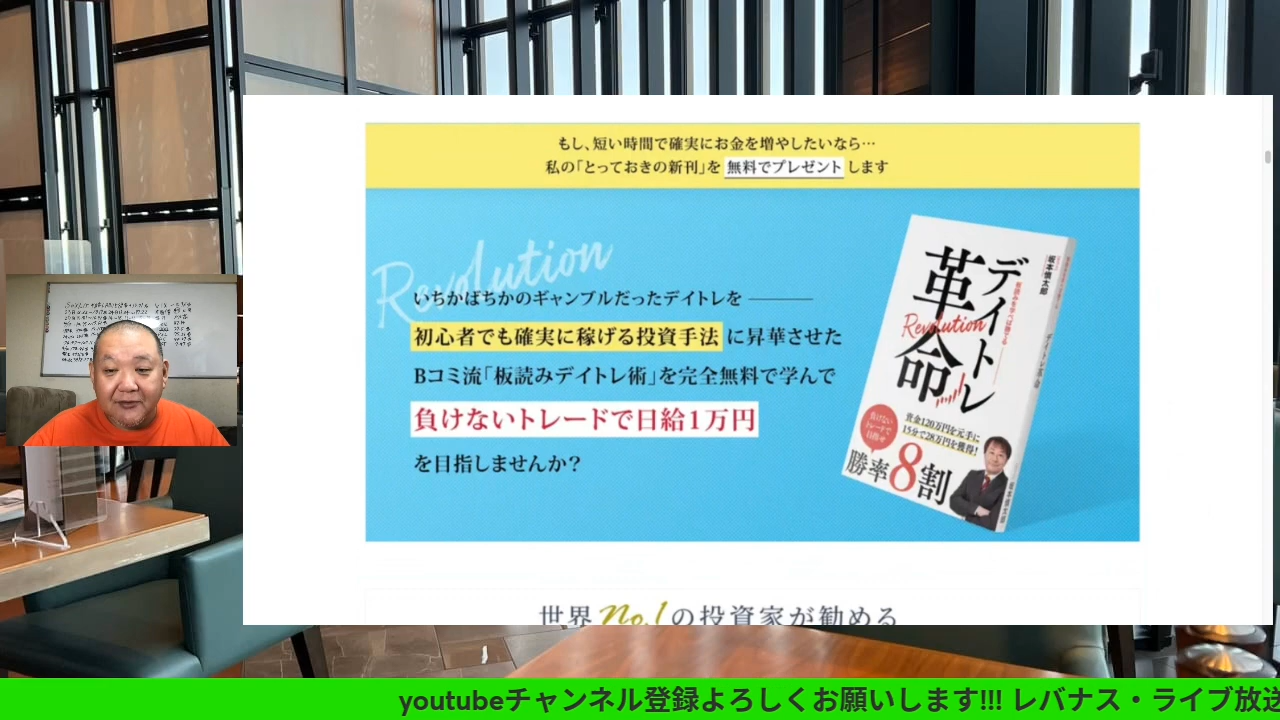 もし、短い時間で確実にお金を増やしたいなら…
私の「とっておきの新刊」を 無料でプレゼント します
Revolution
いちかばちかのギャンブルだったデイトレを
初心者でも確実に稼げる投資手法 に昇華させた
Bコミ流「板読みデイトレ術」を完全無料で学んで
負けないトレードで日給1万円
を目指しませんか？
坂本慎太郎
デイトレ
革命
Revolution
負けない
トレードで
目指せ
資金120万円を元手に
15分で28万円を獲得!
勝率8割
世界No.1の投資家が勧める
youtubeチャンネル登録よろしくお願いします!!! レバナス・ライブ放送